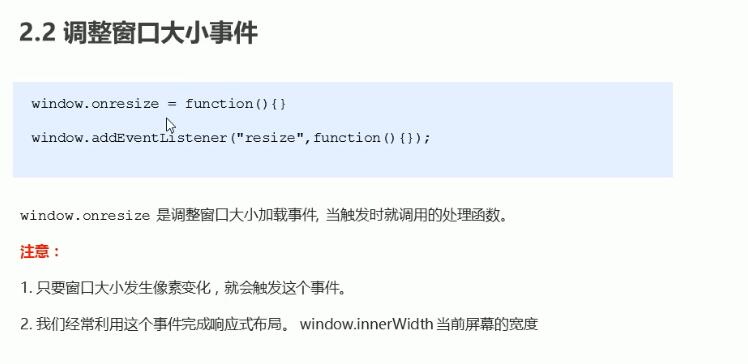 2.2 调整窗口大小事件
window.onresize = function(){}
window.addEventListener("resize",function(){});
window.onresize 是调整窗口大小加载事件, 当触发时就调用的处理函数。
注意：
1. 只要窗口大小发生像素变化，就会触发这个事件。
2. 我们经常利用这个事件完成响应式布局。 window.innerWidth 当前屏幕的宽度